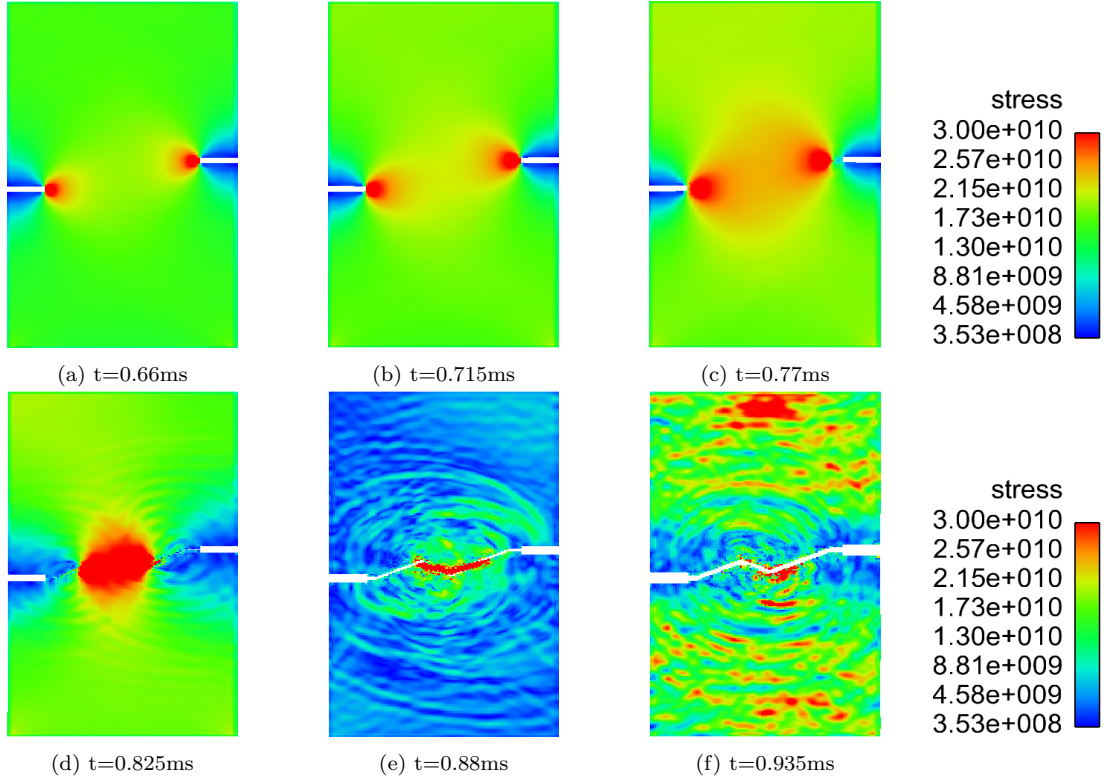 stress
3.00e+010
2.57e+010
2.15e+010
1.73e+010
1.30e+010
8.81e+009
4.58e+009
3.53e+008
(a) t=0.66ms
(b) t=0.715ms
(c) t=0.77ms
stress
3.00e+010
2.57e+010
2.15e+010
1.73e+010
1.30e+010
8.81e+009
4.58e+009
3.53e+008
(d) t=0.825ms
(e) t=0.88ms
(f) t=0.935ms